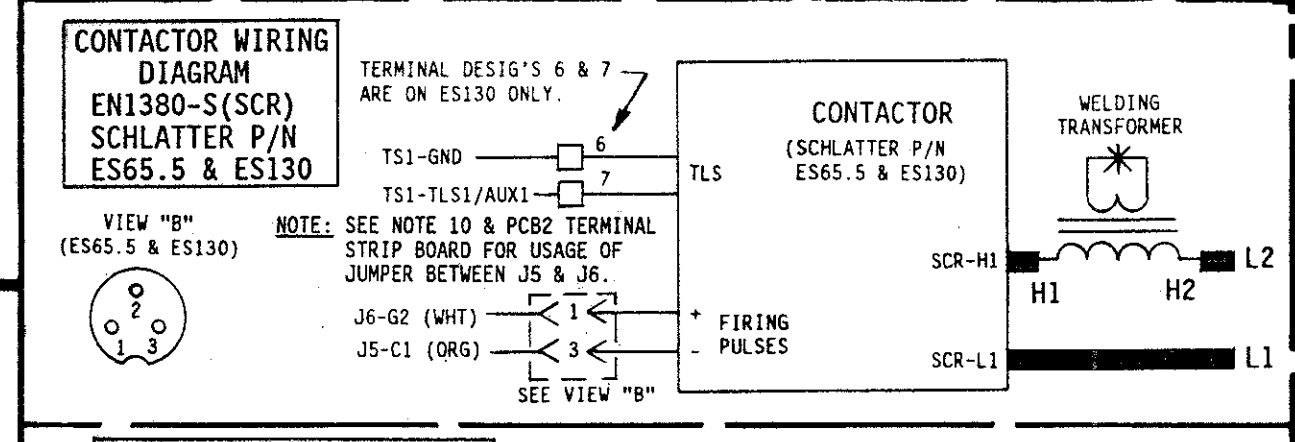 CONTACTOR WIRING
DIAGRAM
EN1380-S(SCR)
SCHLATTER P/N
ES65.5 & ES130
TERMINAL DESIG'S 6 & 7
ARE ON ES130 ONLY.
TS1-GND
6
TS1-TLS1/AUX1
7
TLS
CONTACTOR
(SCHLATTER P/N
ES65.5 & ES130)
WELDING
TRANSFORMER
VIEW "B"
(ES65.5 & ES130)
2
1 3
NOTE: SEE NOTE 10 & PCB2 TERMINAL
STRIP BOARD FOR USAGE OF
JUMPER BETWEEN J5 & J6.
J6-G2 (WHT)
1
J5-C1 (ORG)
3
SEE VIEW "B"
+
-
FIRING
PULSES
SCR-H1
H1
H2
L2
SCR-L1
L1